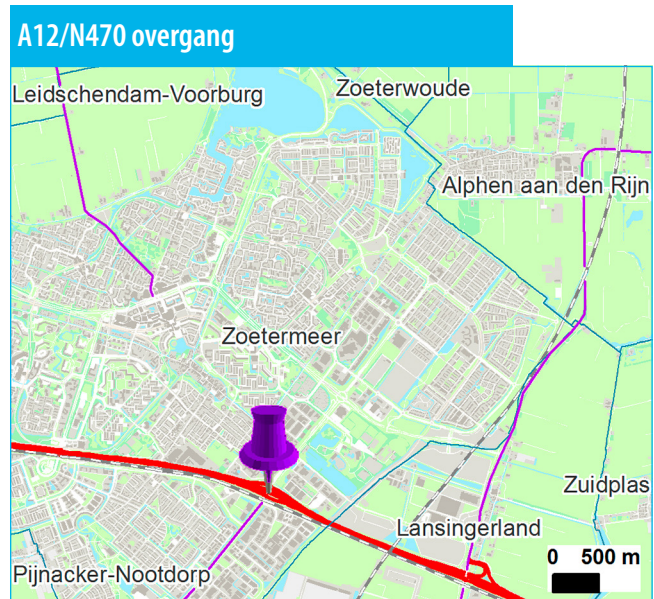 A12/N470 overgang
Leidschendam-Voorburg
Zoeterwoude
Alphen aan den Rijn
Zoetermeer
Zuidplas
Lansingerland
0 500 m
Pijnacker-Nootdorp